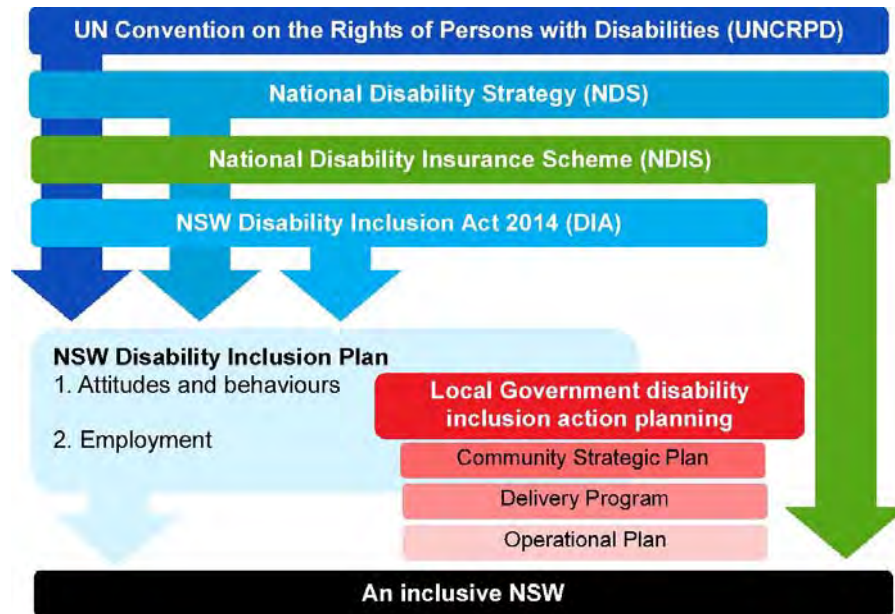 UN Convention on the Rights of Persons with Disabilities (UNCRPD)
National Disability Strategy (NDS)
National Disability Insurance Scheme (NDIS)
NSW Disability Inclusion Act 2014 (DIA)
NSW Disability Inclusion Plan
1. Attitudes and behaviours
2. Employment
Local Government disability
inclusion action planning
Community Strategic Plan
Delivery Program
Operational Plan
An inclusive NSW